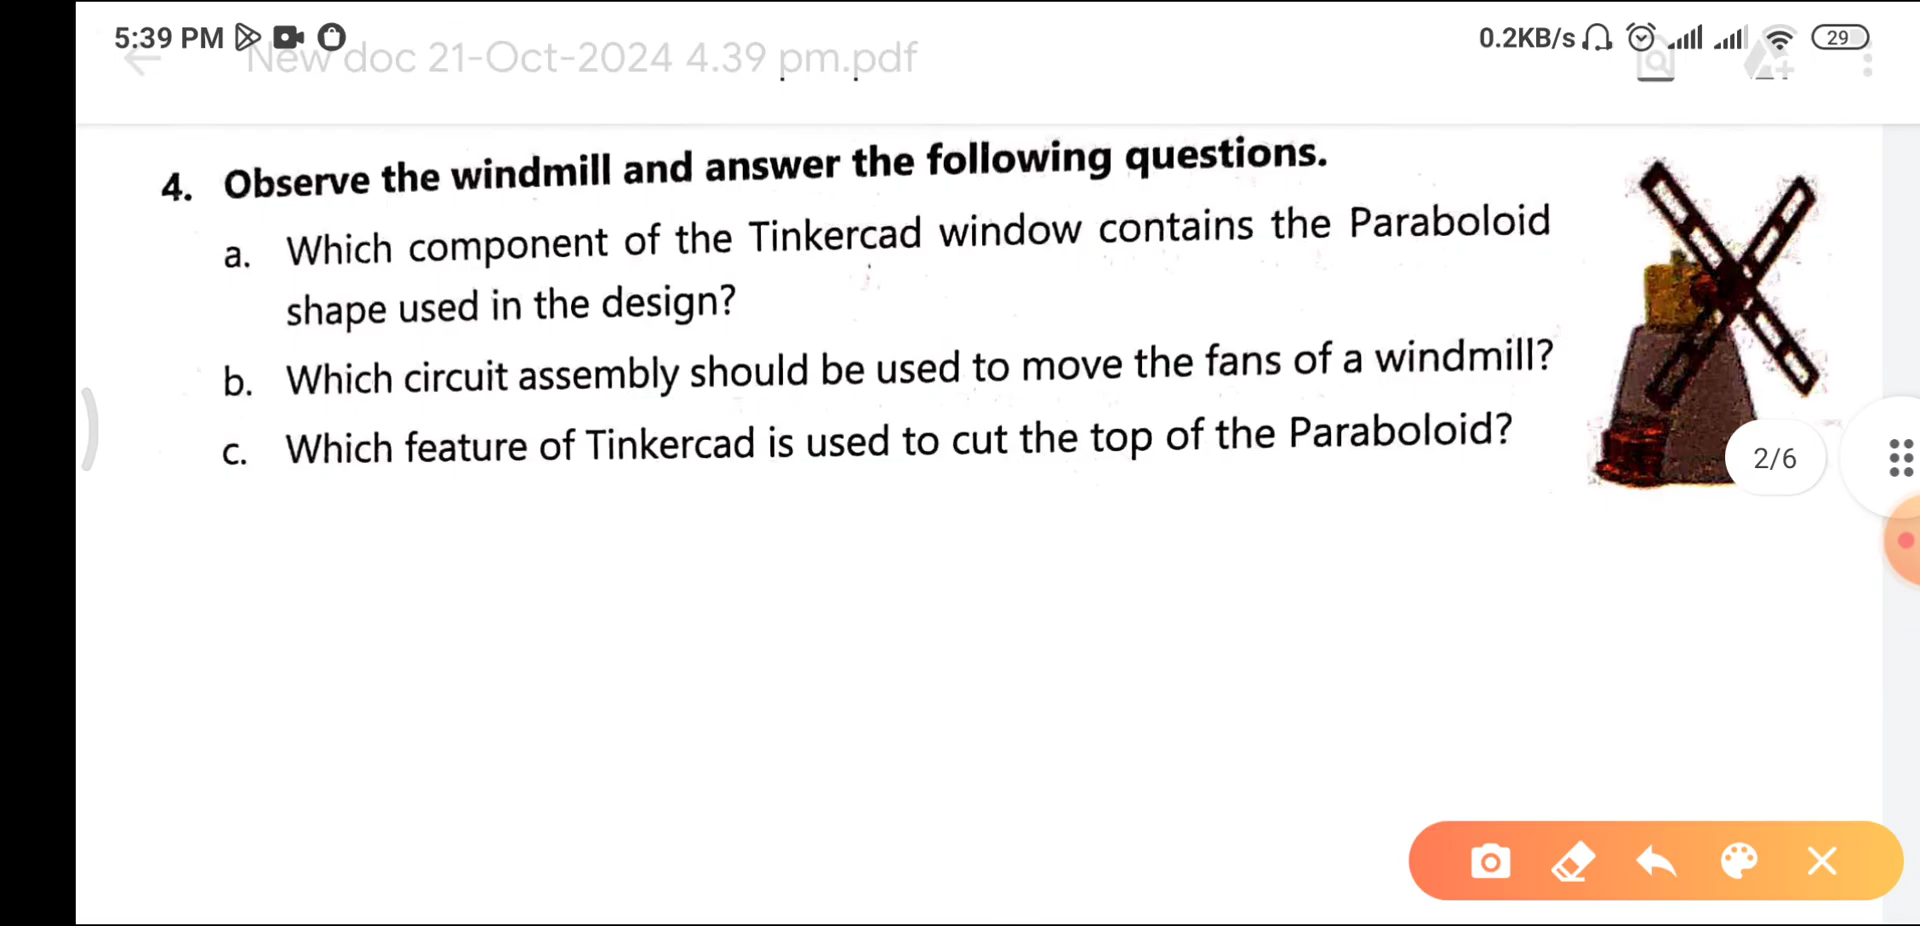 5:39 PM
0.2KB/s
29
New doc 21-Oct-2024 4.39 pm.pdf
4. Observe the windmill and answer the following questions.
a. Which component of the Tinkercad window contains the Paraboloid
shape used in the design?
b. Which circuit assembly should be used to move the fans of a windmill?
c. Which feature of Tinkercad is used to cut the top of the Paraboloid?
2/6